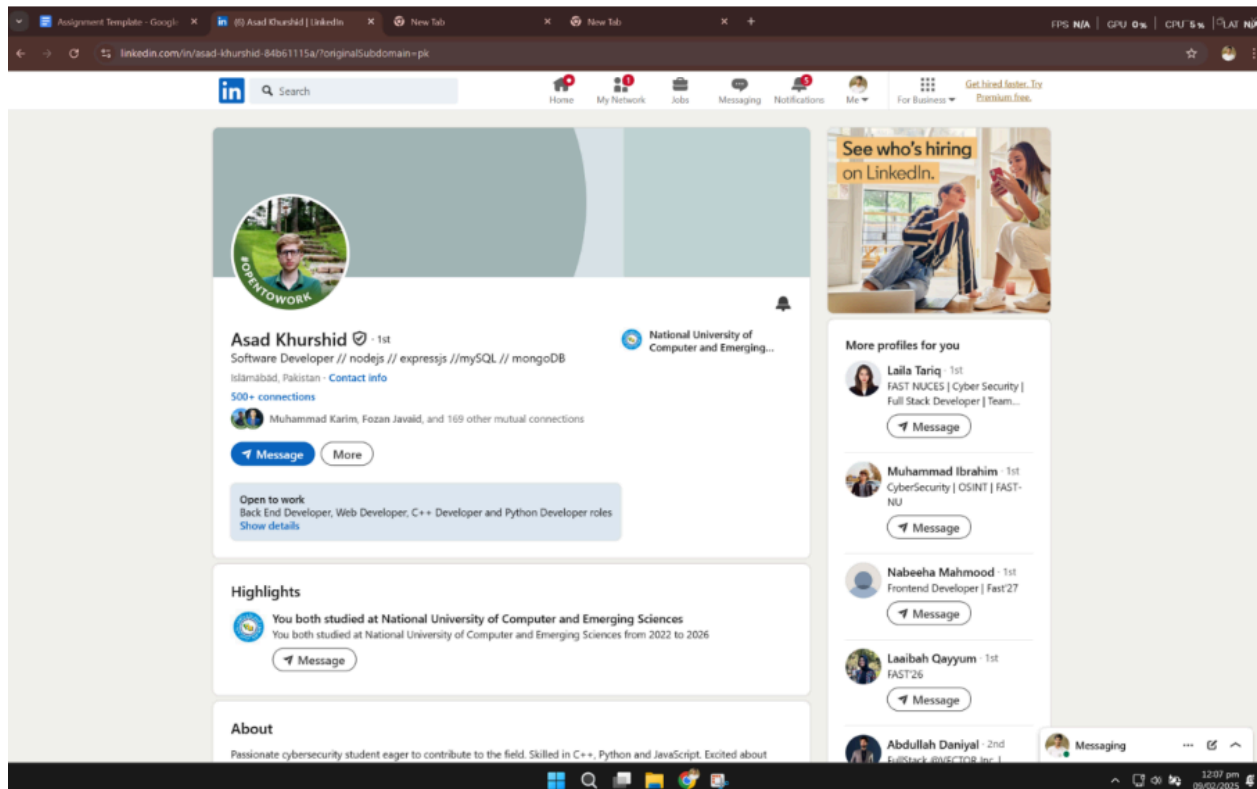 Assignment Template - Google
(6) Asad Khurshid | LinkedIn
New Tab
New Tab
FPS N/A | GPU 0% | CPU 5% | LAT N/A
linkedin.com/in/asad-khurshid-84b61115a/?originalSubdomain=pk
in
Search
Home
My Network
Jobs
Messaging
Notifications
Me
For Business
Get hired faster. Try
Premium free.
1
5
#OPENTOWORK
Asad Khurshid · 1st
Software Developer // nodejs // expressjs //mySQL // mongoDB
Islāmābād, Pakistan · Contact info
500+ connections
Muhammad Karim, Fozan Javaid, and 169 other mutual connections
Message
More
National University of
Computer and Emerging...
Open to work
Back End Developer, Web Developer, C++ Developer and Python Developer roles
Show details
Highlights
You both studied at National University of Computer and Emerging Sciences
You both studied at National University of Computer and Emerging Sciences from 2022 to 2026
Message
About
Passionate cybersecurity student eager to contribute to the field. Skilled in C++, Python and JavaScript. Excited about
See who's hiring
on LinkedIn.
More profiles for you
Laila Tariq · 1st
FAST NUCES | Cyber Security |
Full Stack Developer | Team...
Message
Muhammad Ibrahim · 1st
CyberSecurity | OSINT | FAST-
NU
Message
Nabeeha Mahmood · 1st
Frontend Developer | Fast'27
Message
Laaibah Qayyum · 1st
FAST'26
Message
Abdullah Daniyal · 2nd
FullStack @VECTOR Inc. |
Messaging
12:07 pm
09/02/2025